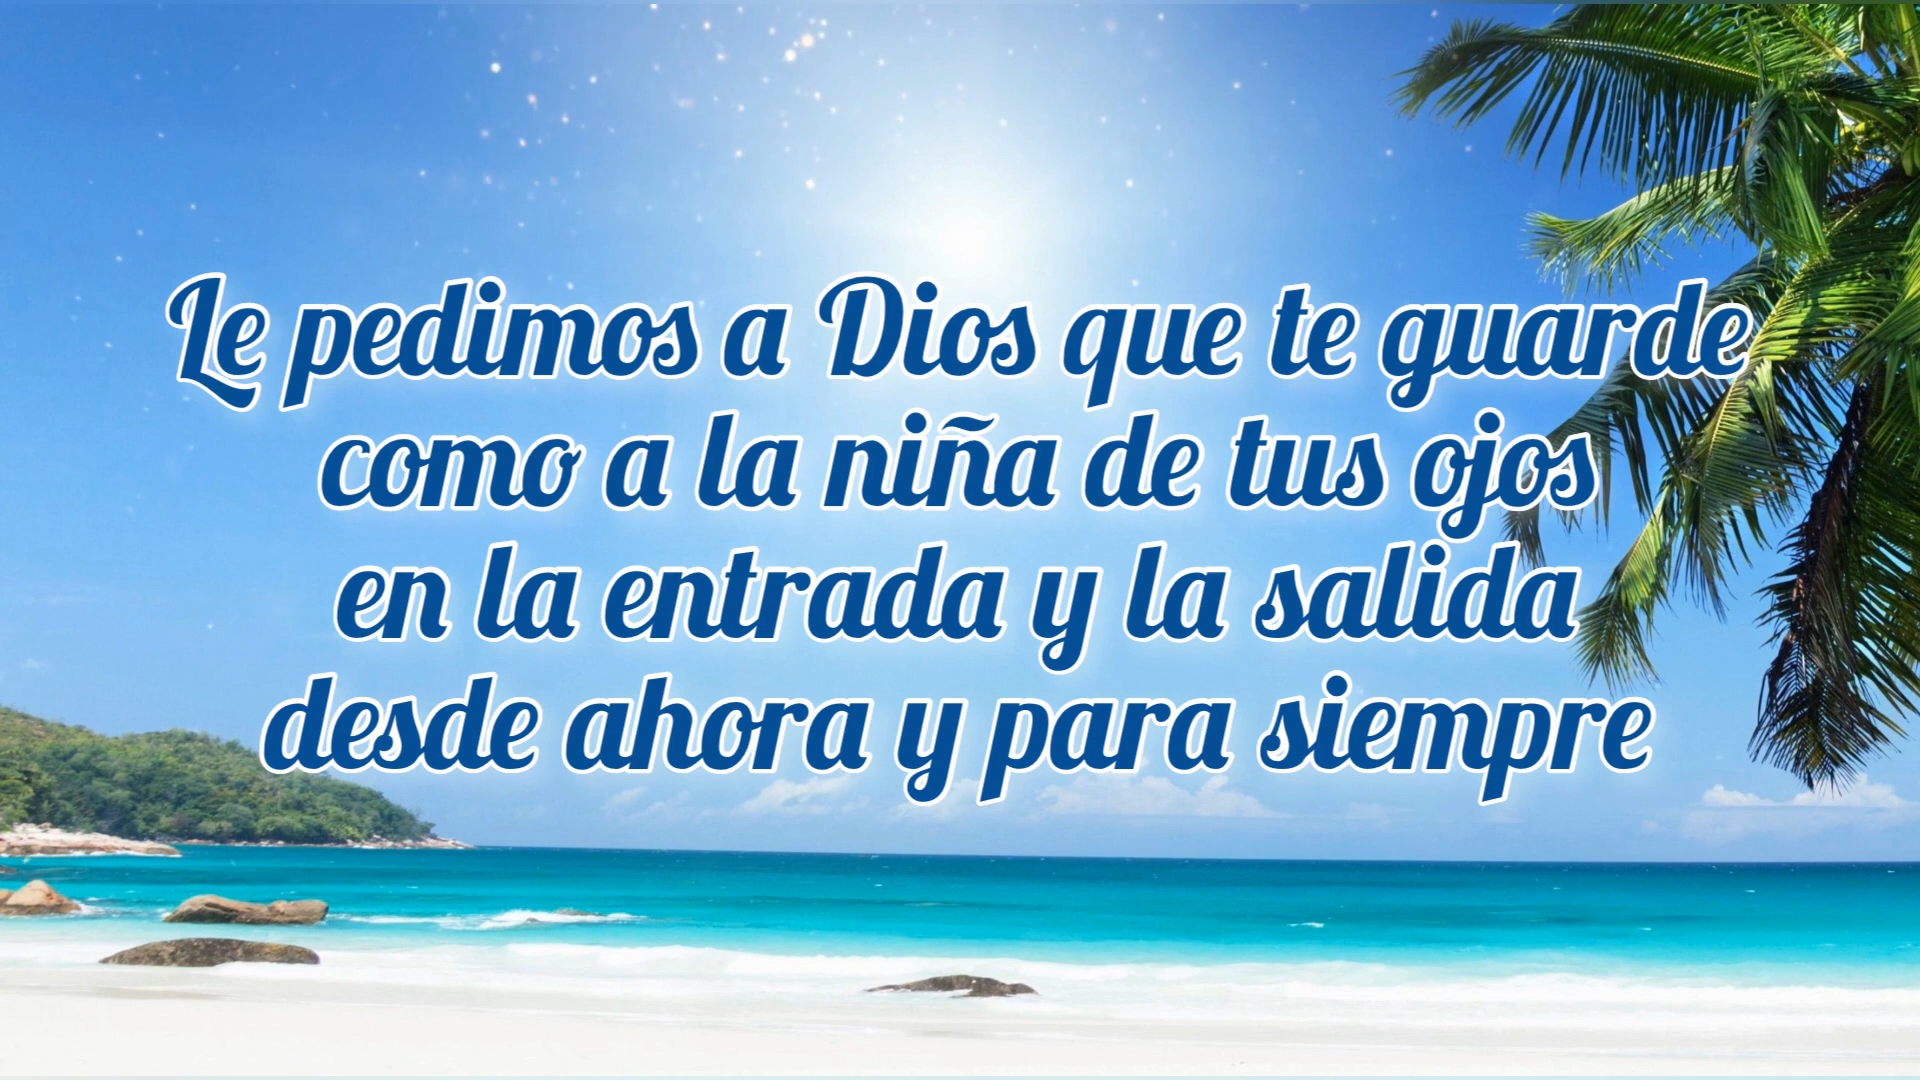 Le pedimos a Dios que te guarde
como a la niña de tus ojos
en la entrada y la salida
desde ahora y para siempre